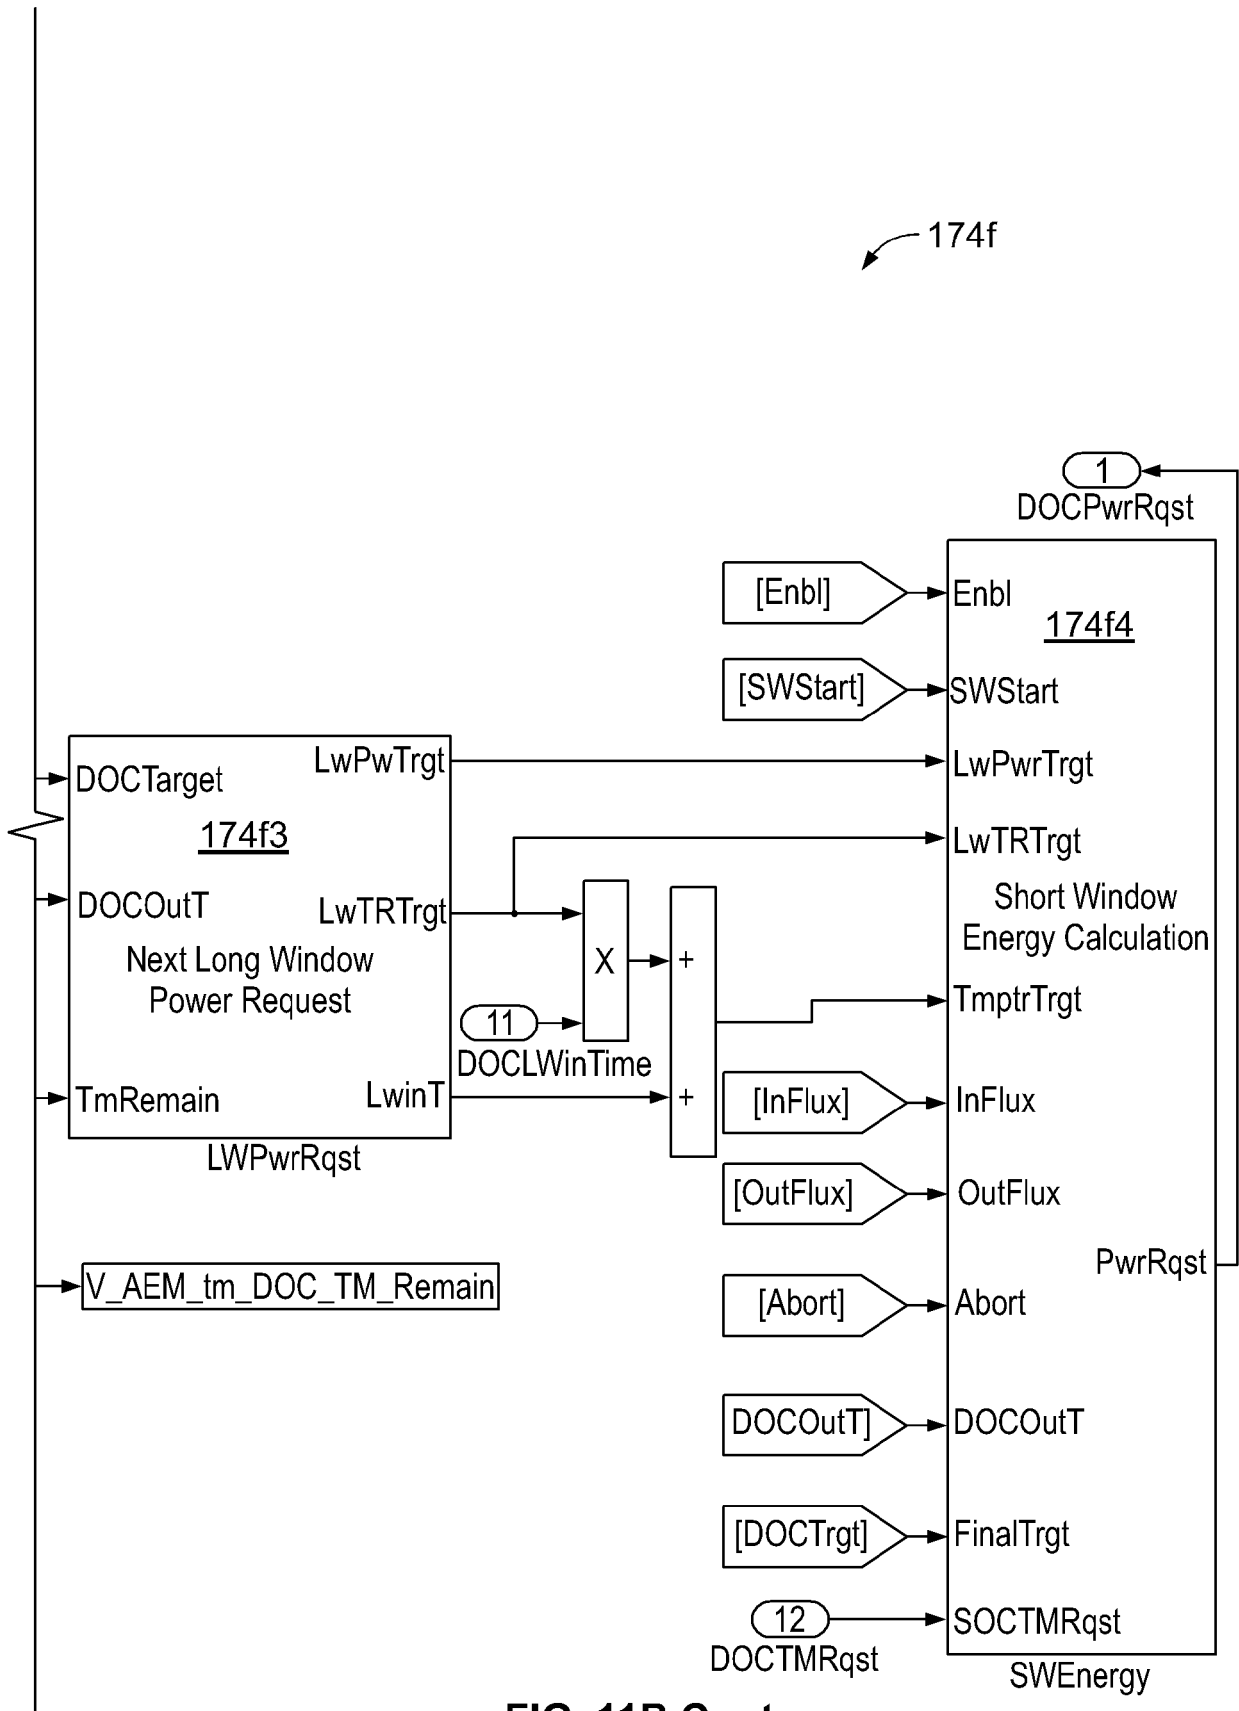 174f
1
DOCPwrRqst
[Enbl]
Enbl
174f4
[SWStart]
SWStart
LwPwTrgt
LwPwrTrgt
DOCTarget
174f3
LwTRTrgt
DOCOutT
LwTRTrgt
Short Window
Energy Calculation
Next Long Window
Power Request
X
+
11
DOCLWinTime
TmptrTrgt
TmRemain
LwinT
+
[InFlux]
InFlux
LWPwrRqst
[OutFlux]
OutFlux
PwrRqst
V_AEM_tm_DOC_TM_Remain
[Abort]
Abort
DOCOutT]
DOCOutT
[DOCTrgt]
FinalTrgt
12
SOCTMRqst
DOCTMRqst
SWEnergy